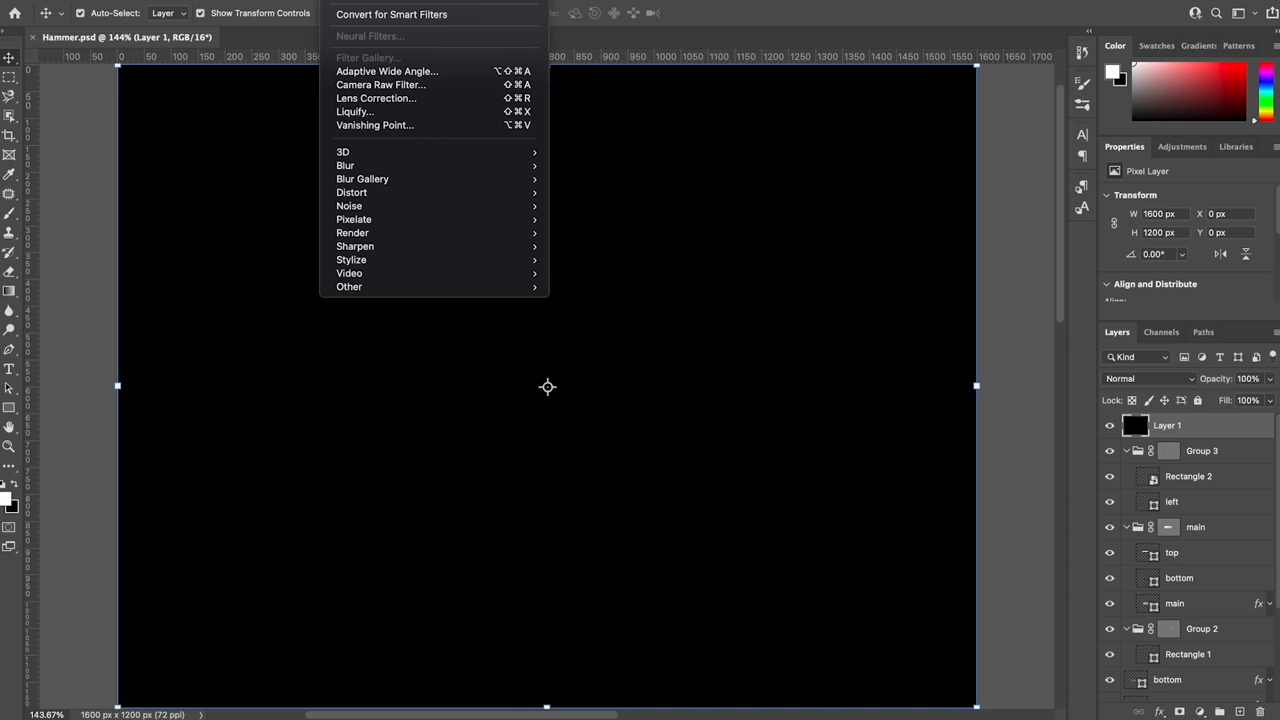 Convert for Smart Filters
Auto-Select: Layer Show Transform Controls
Hammer.psd @ 144% (Layer 1, RGB/16*)
Neural Filters...
Filter Gallery...
Adaptive Wide Angle... ⌥⇧⌘A
Camera Raw Filter... ⇧⌘A
Lens Correction... ⇧⌘R
Liquify... ⇧⌘X
Vanishing Point... ⌥⌘V
3D
Blur
Blur Gallery
Distort
Noise
Pixelate
Render
Sharpen
Stylize
Video
Other
100 50 0 50 100 150 200 250 300 800 850 900 950 1000 1050 1100 1150 1200 1250 1300 1350 1400 1450 1500 1550 1600 1650 1700
Color Swatches Gradients Patterns
Properties Adjustments Libraries
Pixel Layer
Transform
W 1600 px X 0 px
H 1200 px Y 0 px
0.00°
Align and Distribute
Align:
Layers Channels Paths
Kind
Normal Opacity: 100%
Lock: Fill: 100%
Layer 1
Group 3
Rectangle 2
left
main
top
bottom
main fx
Group 2
Rectangle 1
bottom fx
143.67% 1600 px x 1200 px (72 ppi)